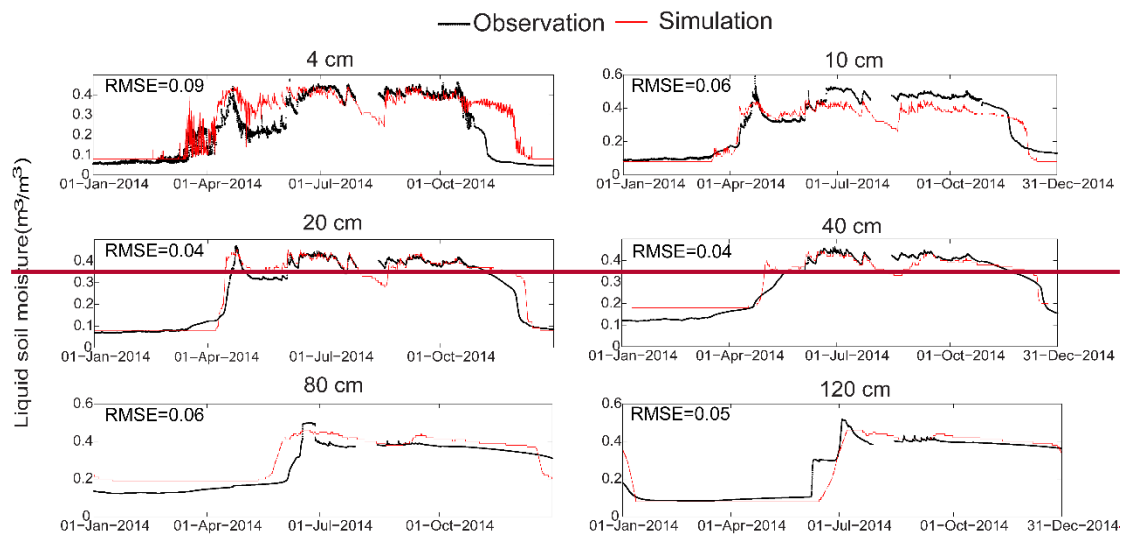 Observation Simulation
4 cm
RMSE=0.09
0.4
0.3
0.2
0.1
0
01-Jan-2014 01-Apr-2014 01-Jul-2014 01-Oct-2014
10 cm
0.6
RMSE=0.06
0.4
0.2
0
01-Jan-2014 01-Apr-2014 01-Jul-2014 01-Oct-2014 31-Dec-2014
Liquid soil moisture(m³/m³)
20 cm
RMSE=0.04
0.4
0.3
0.2
0.1
0
01-Jan-2014 01-Apr-2014 01-Jul-2014 01-Oct-2014
40 cm
RMSE=0.04
0.4
0.3
0.2
0.1
0
01-Jan-2014 01-Apr-2014 01-Jul-2014 01-Oct-2014 31-Dec-2014
80 cm
0.6
RMSE=0.06
0.4
0.2
0
01-Jan-2014 01-Apr-2014 01-Jul-2014 01-Oct-2014
120 cm
0.6
RMSE=0.05
0.4
0.2
0
01-Jan-2014 01-Apr-2014 01-Jul-2014 01-Oct-2014 31-Dec-2014